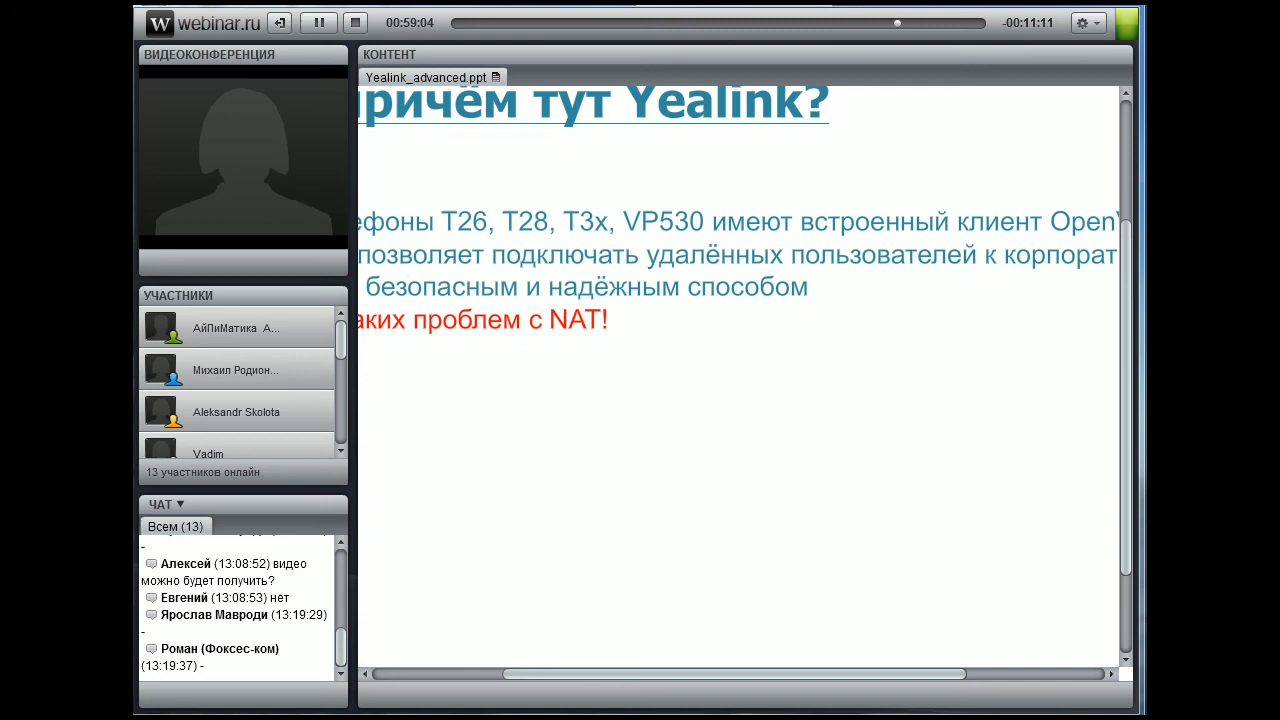 W webinar.ru
00:59:04
-00:11:11
ВИДЕОКОНФЕРЕНЦИЯ
УЧАСТНИКИ
АйПиМатика А...
Михаил Родион...
Aleksandr Skolota
Vadim
13 участников онлайн
ЧАТ
Всем (13)
-
Алексей (13:08:52) видео
можно будет получить?
Евгений (13:08:53) нет
Ярослав Мавроди (13:19:29)
-
Роман (Фоксес-ком)
(13:19:37) -
КОНТЕНТ
Yealink_advanced.ppt
причём тут Yealink?
ефоны T26, T28, T3x, VP530 имеют встроенный клиент Open
позволяет подключать удалённых пользователей к корпорат
безопасным и надёжным способом
аких проблем с NAT!